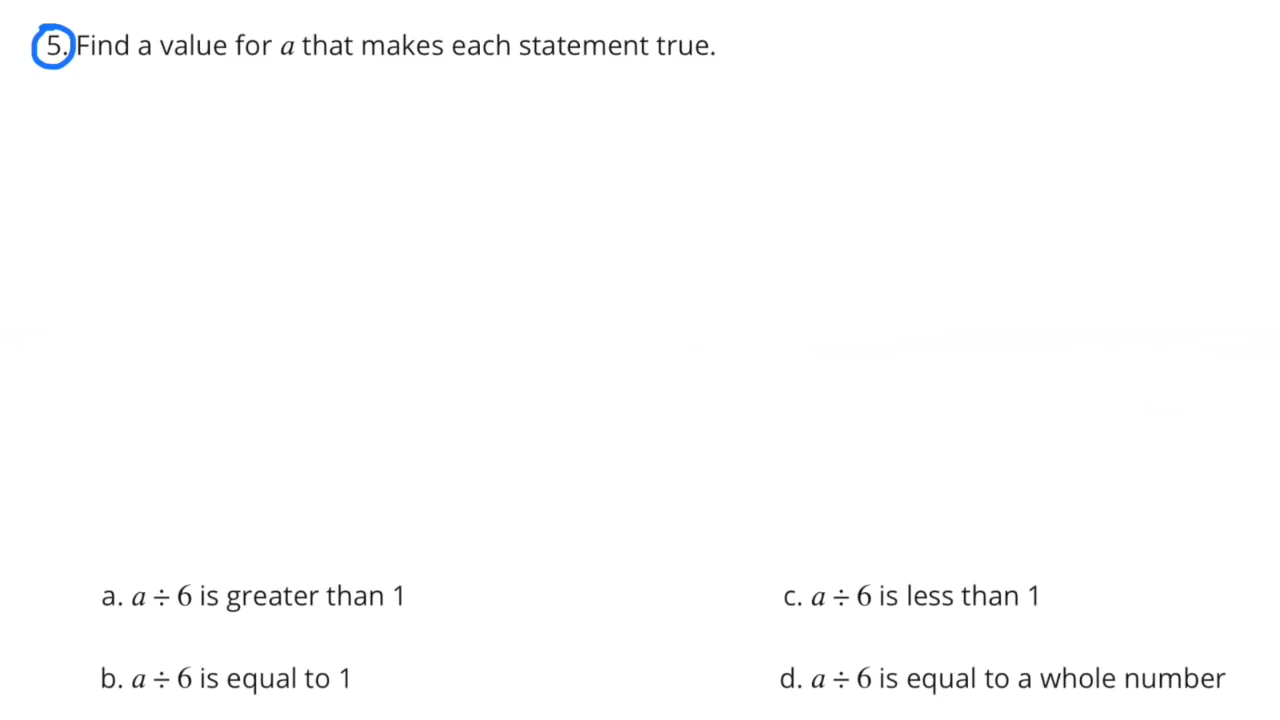 5. Find a value for a that makes each statement true.
a. a ÷ 6 is greater than 1
b. a ÷ 6 is equal to 1
c. a ÷ 6 is less than 1
d. a ÷ 6 is equal to a whole number